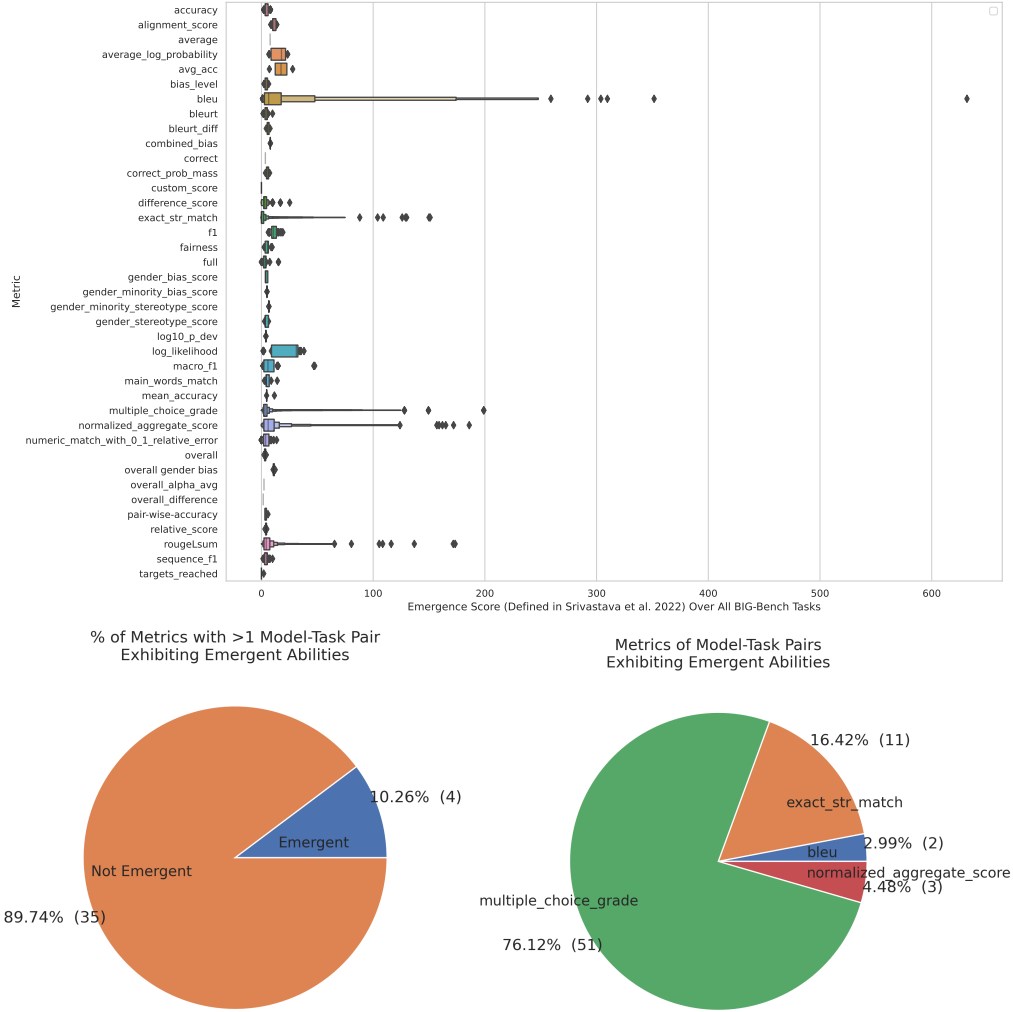 accuracy
alignment_score
average
average_log_probability
avg_acc
bias_level
bleu
bleurt
bleurt_diff
combined_bias
correct
correct_prob_mass
custom_score
difference_score
exact_str_match
f1
fairness
full
gender_bias_score
gender_minority_bias_score
gender_minority_stereotype_score
gender_stereotype_score
log10_p_dev
log_likelihood
macro_f1
main_words_match
mean_accuracy
multiple_choice_grade
normalized_aggregate_score
numeric_match_with_0_1_relative_error
overall
overall gender bias
overall_alpha_avg
overall_difference
pair-wise-accuracy
relative_score
rougeLsum
sequence_f1
targets_reached
Metric
0 100 200 300 400 500 600
Emergence Score (Defined in Srivastava et al. 2022) Over All BIG-Bench Tasks
% of Metrics with >1 Model-Task Pair
Exhibiting Emergent Abilities
10.26% (4)
Emergent
Not Emergent
89.74% (35)
Metrics of Model-Task Pairs
Exhibiting Emergent Abilities
16.42% (11)
exact_str_match
2.99% (2)
bleu
normalized_aggregate_score
4.48% (3)
multiple_choice_grade
76.12% (51)